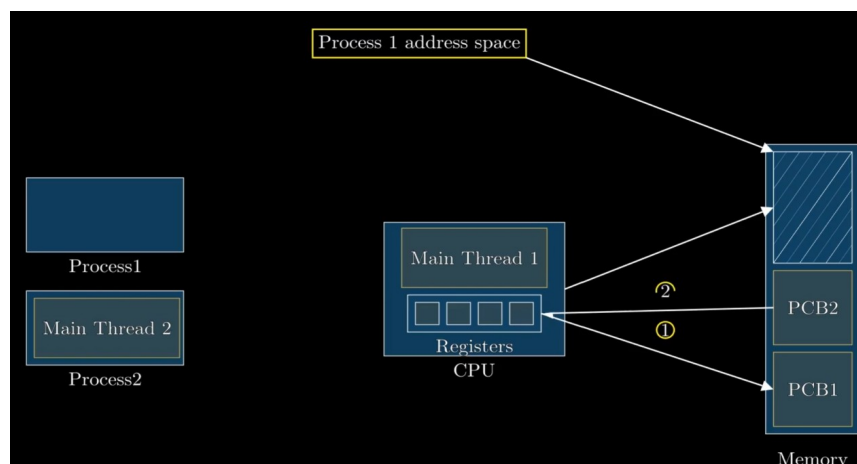 Process 1 address space
Process1
Main Thread 2
Process2
Main Thread 1
Registers
CPU
2
1
PCB2
PCB1
Memory